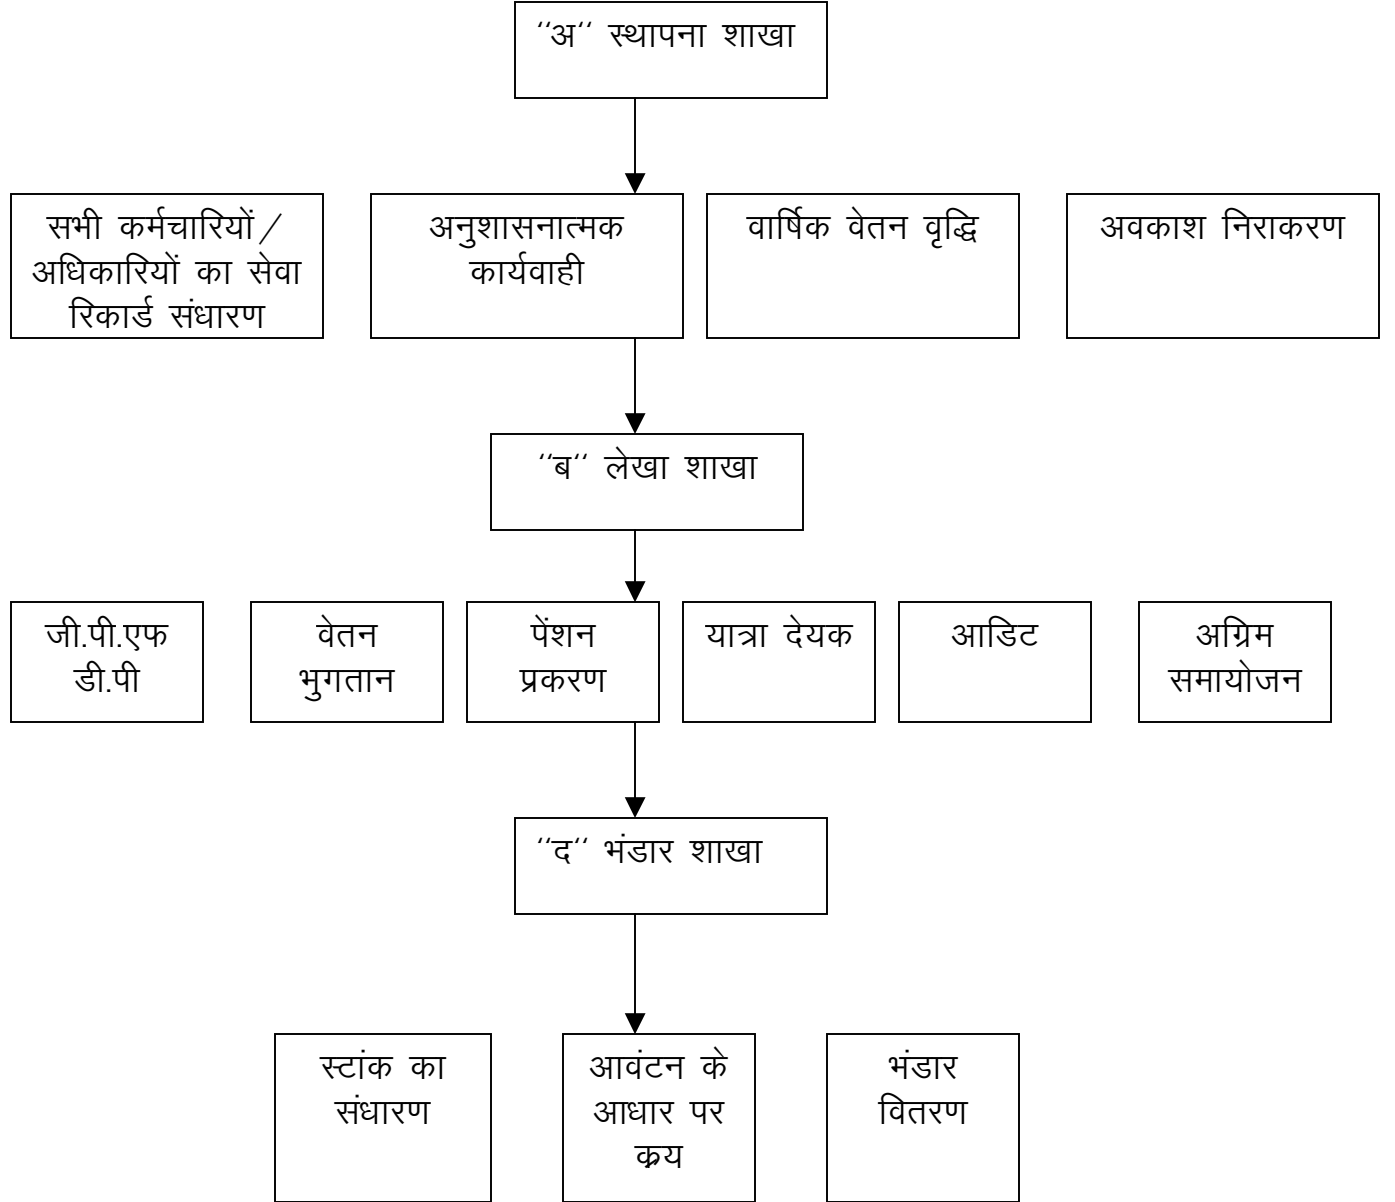 ‘‘अ‘‘ स्थापना शाखा
सभी कर्मचारियों/
अधिकारियों का सेवा
रिकार्ड संधारण
अनुशासनात्मक
कार्यवाही
वार्षिक वेतन वृद्धि
अवकाश निराकरण
‘‘ब‘‘ लेखा शाखा
जी.पी.एफ
डी.पी
वेतन
भुगतान
पेंशन
प्रकरण
यात्रा देयक
आडिट
अग्रिम
समायोजन
‘‘द‘‘ भंडार शाखा
स्टांक का
संधारण
आवंटन के
आधार पर
क्रय
भंडार
वितरण